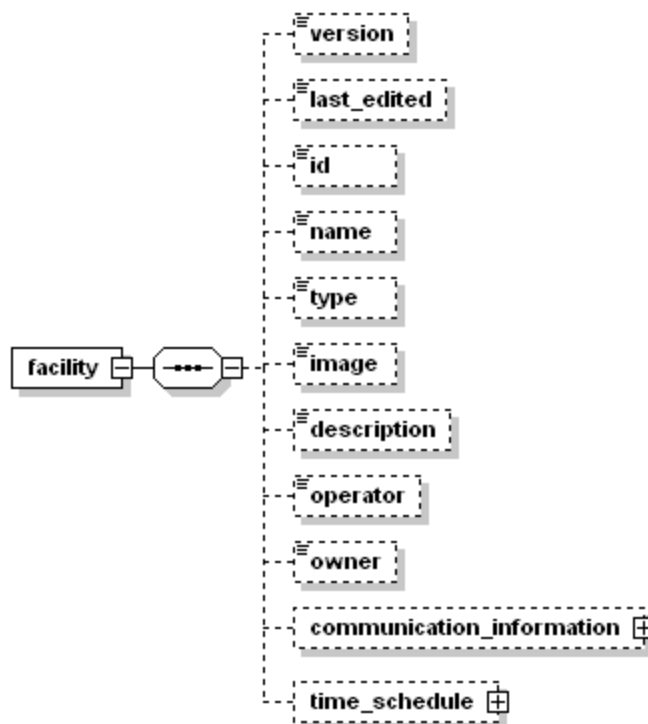 version
last_edited
id
name
type
facility
image
description
operator
owner
communication_information
time_schedule